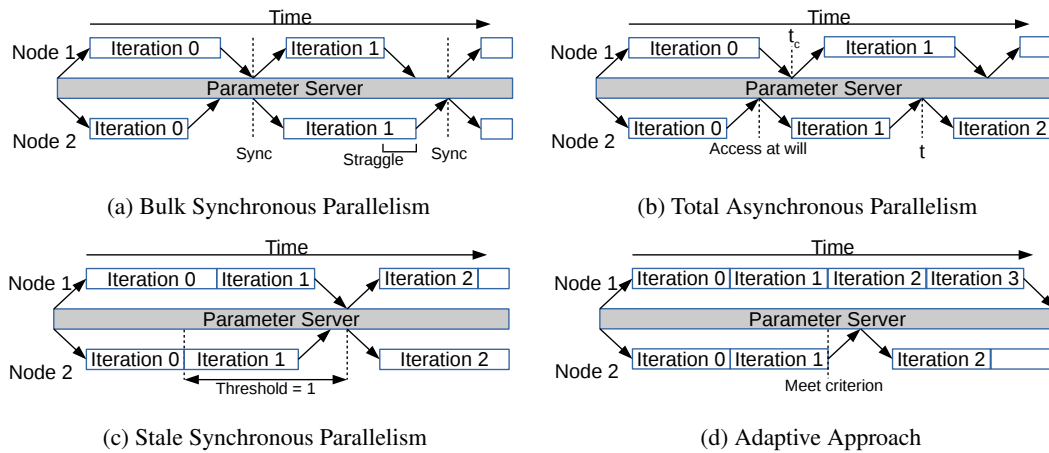 Time
Node 1
Iteration 0
Iteration 1
Parameter Server
Node 2
Iteration 0
Iteration 1
Sync
Straggle
Sync
(a) Bulk Synchronous Parallelism
Time
Node 1
Iteration 0
t_c
Iteration 1
Parameter Server
Node 2
Iteration 0
Iteration 1
Iteration 2
Access at will
t
(b) Total Asynchronous Parallelism
Time
Node 1
Iteration 0
Iteration 1
Iteration 2
Parameter Server
Node 2
Iteration 0
Iteration 1
Iteration 2
Threshold = 1
(c) Stale Synchronous Parallelism
Time
Node 1
Iteration 0
Iteration 1
Iteration 2
Iteration 3
Parameter Server
Node 2
Iteration 0
Iteration 1
Iteration 2
Meet criterion
(d) Adaptive Approach